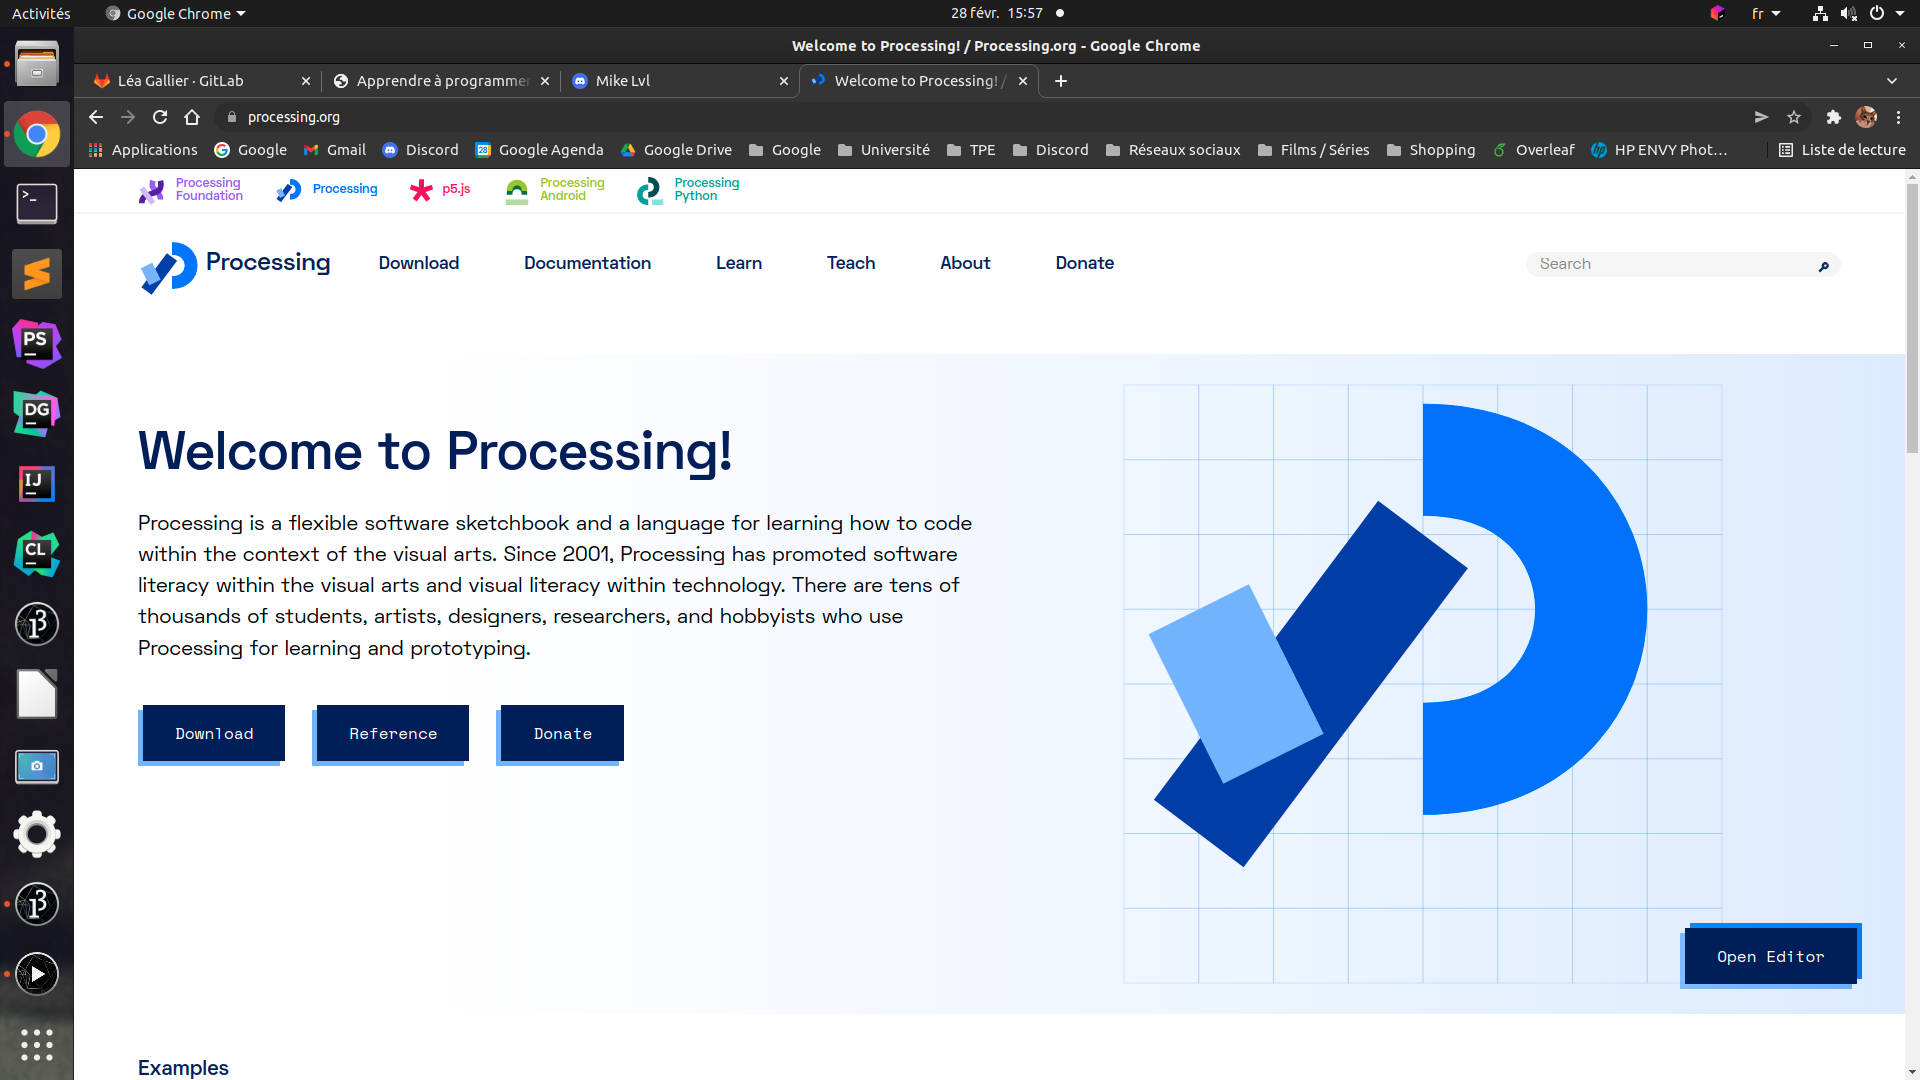 Activités
Google Chrome
28 févr. 15:57
fr
Welcome to Processing! / Processing.org - Google Chrome
Léa Gallier · GitLab
Apprendre à programmer
Mike Lvl
Welcome to Processing! /
processing.org
Applications
Google
Gmail
Discord
28
Google Agenda
Google Drive
Google
Université
TPE
Discord
Réseaux sociaux
Films / Séries
Shopping
Overleaf
HP ENVY Phot…
Liste de lecture
Processing
Foundation
Processing
p5.js
Processing
Android
Processing
Python
Processing
Download
Documentation
Learn
Teach
About
Donate
Search
PS
DG
IJ
CL
Welcome to Processing!
Processing is a flexible software sketchbook and a language for learning how to code
within the context of the visual arts. Since 2001, Processing has promoted software
literacy within the visual arts and visual literacy within technology. There are tens of
thousands of students, artists, designers, researchers, and hobbyists who use
Processing for learning and prototyping.
Download
Reference
Donate
Open Editor
Examples